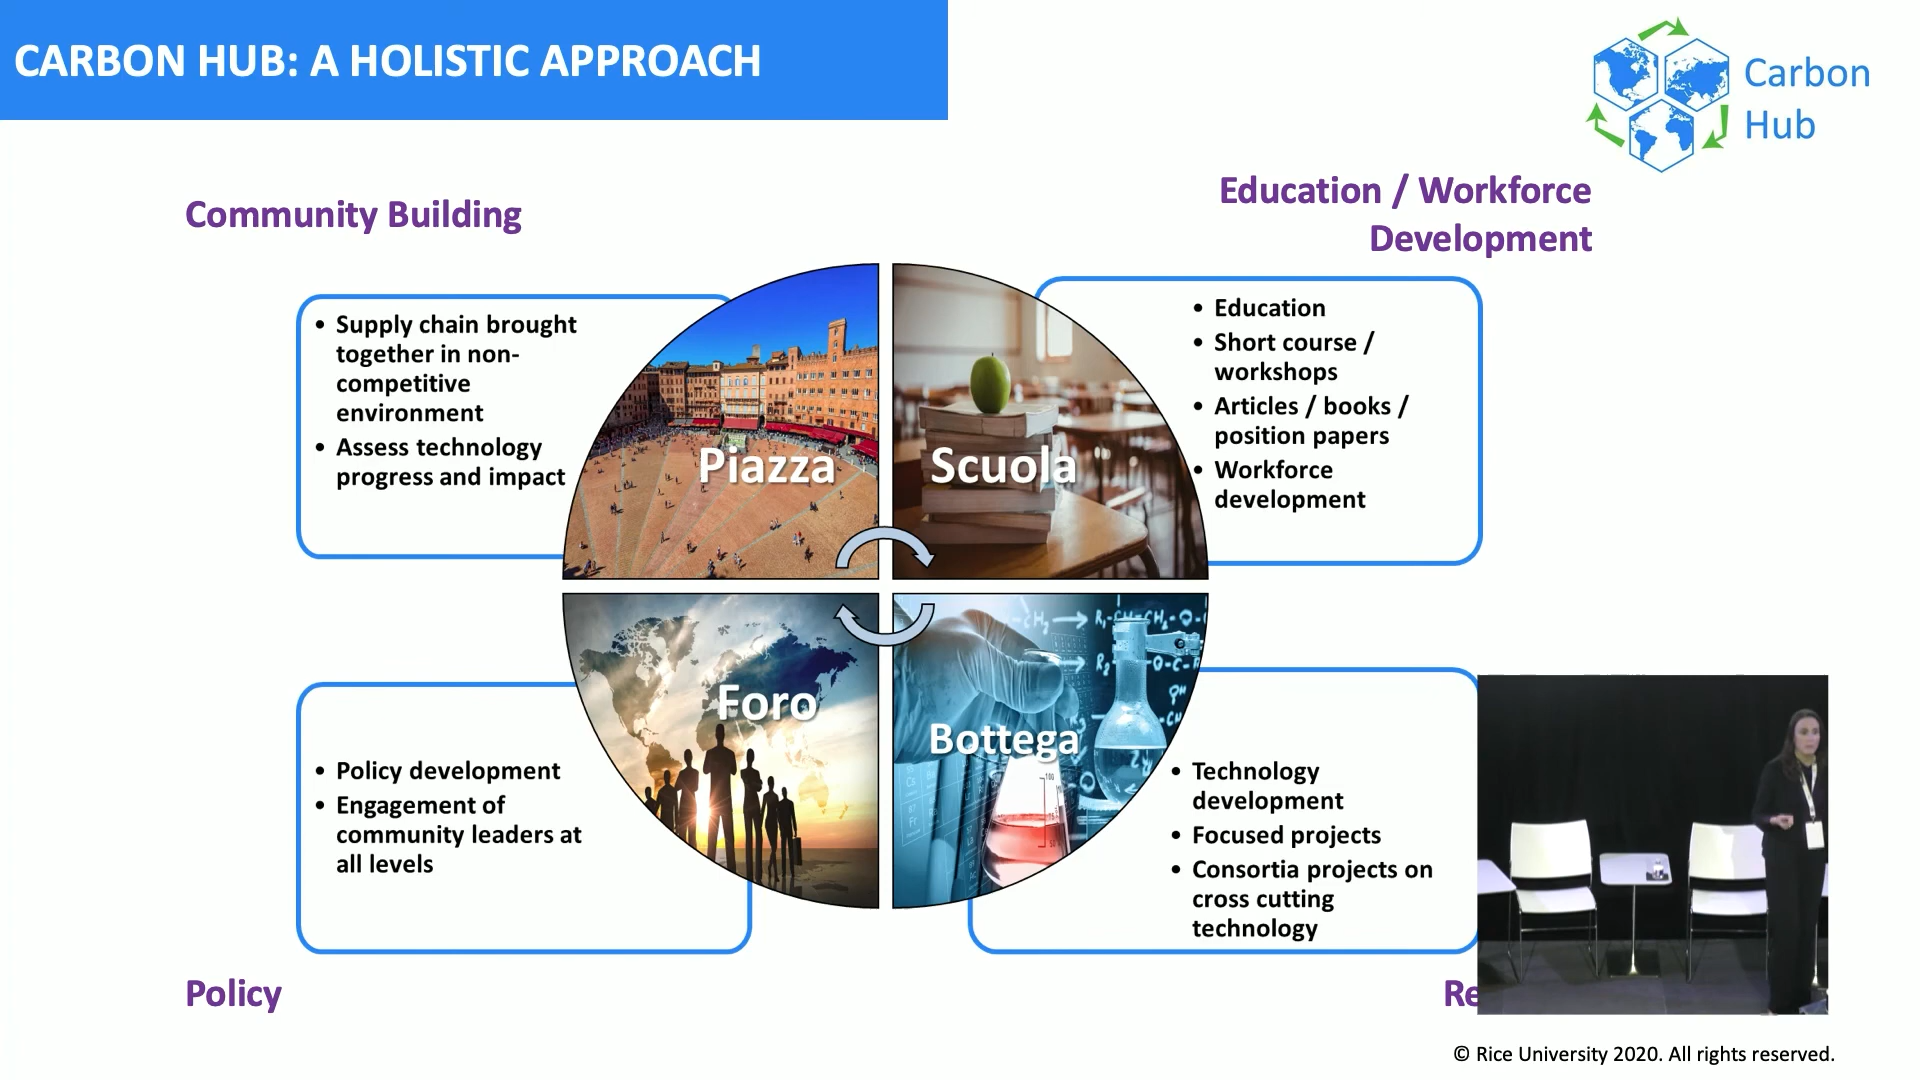 CARBON HUB: A HOLISTIC APPROACH
Carbon
Hub
Community Building
Education / Workforce
Development
• Supply chain brought
together in non-
competitive
environment
• Assess technology
progress and impact
Piazza
Scuola
• Education
• Short course /
workshops
• Articles / books /
position papers
• Workforce
development
Foro
Bottega
• Policy development
• Engagement of
community leaders at
all levels
• Technology
development
• Focused projects
• Consortia projects on
cross cutting
technology
Policy
© Rice University 2020. All rights reserved.